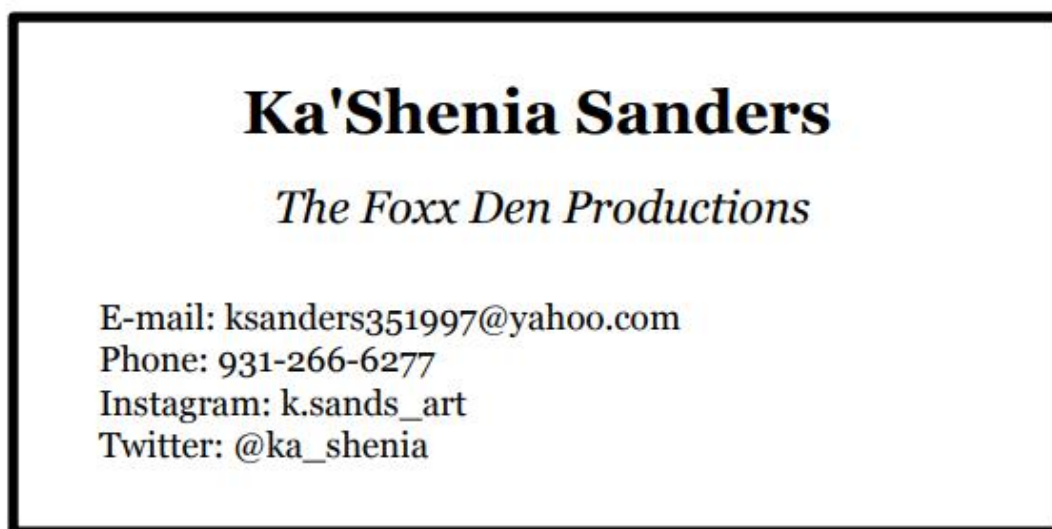 Ka'Shenia Sanders
The Foxx Den Productions
E-mail: ksanders351997@yahoo.com
Phone: 931-266-6277
Instagram: k.sands_art
Twitter: @ka_shenia